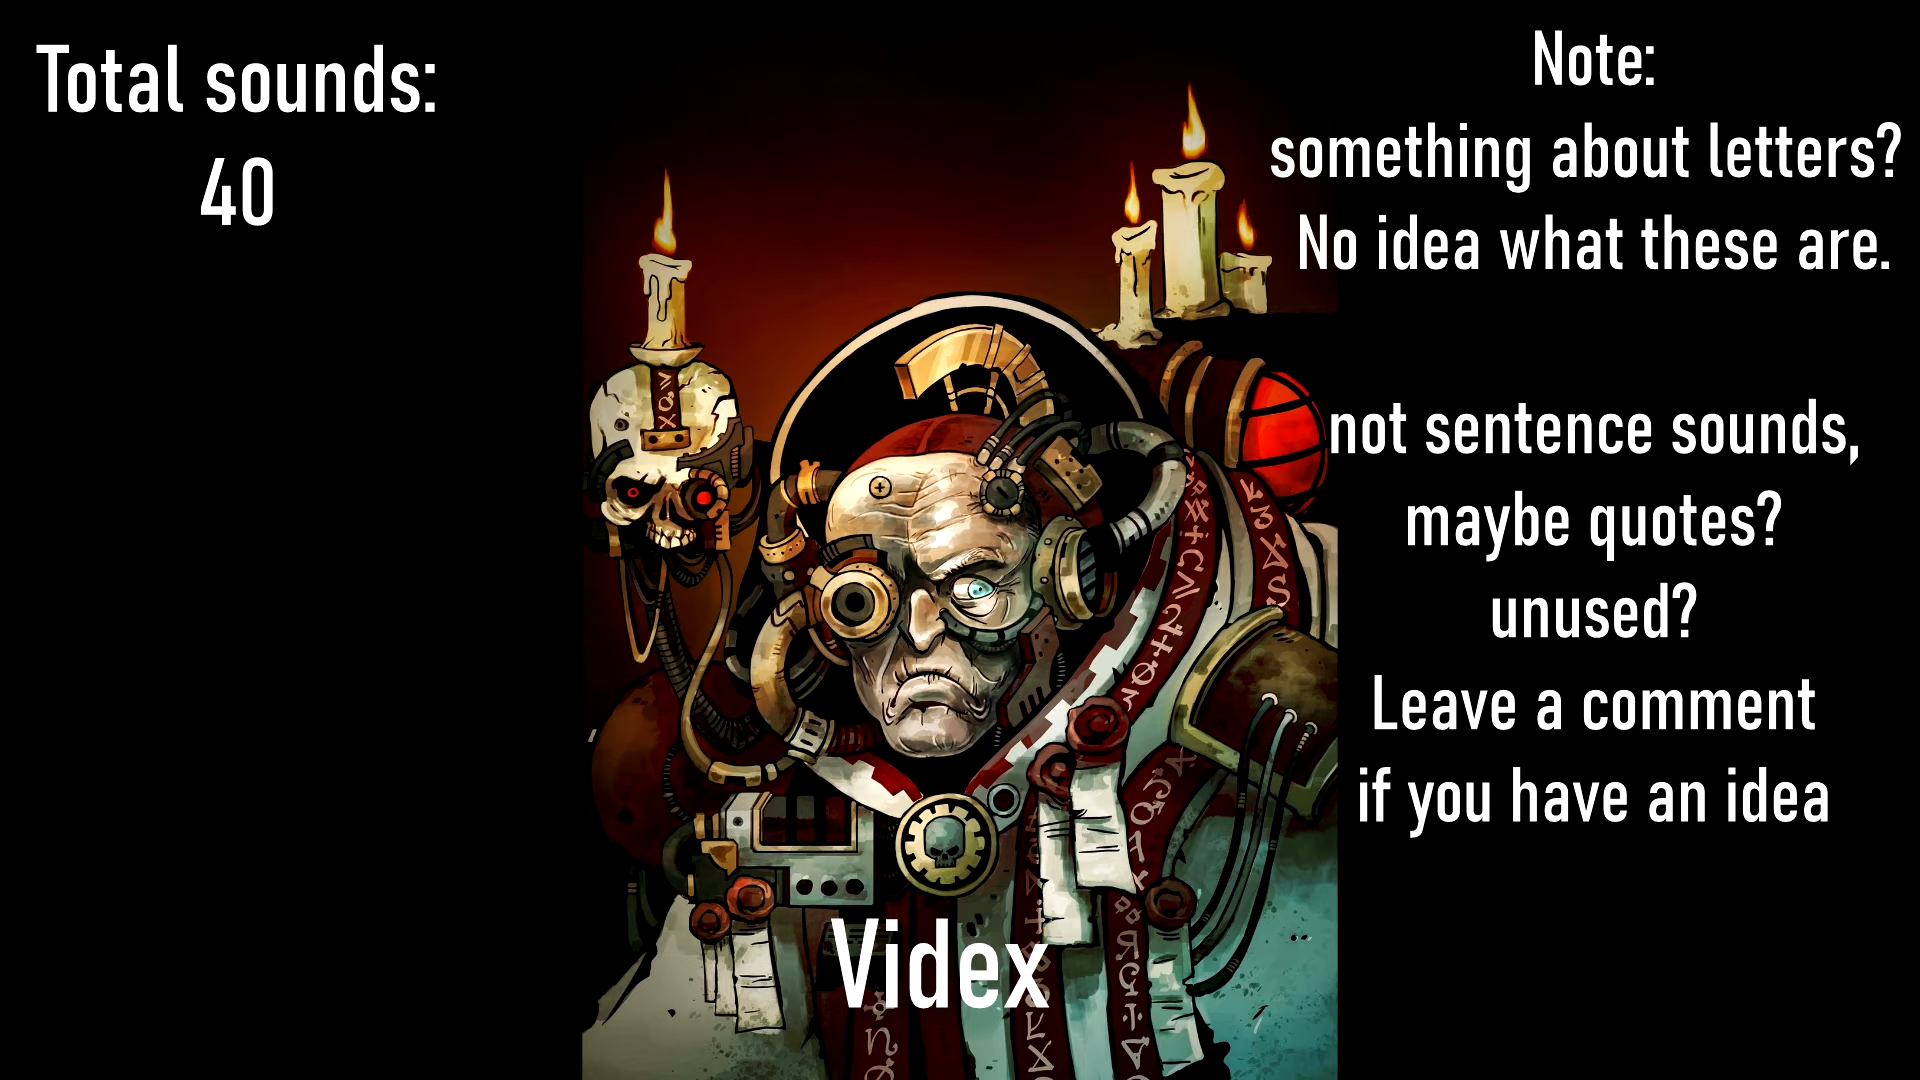 Total sounds:
40
Note:
something about letters?
No idea what these are.
not sentence sounds,
maybe quotes?
unused?
Leave a comment
if you have an idea
Videx